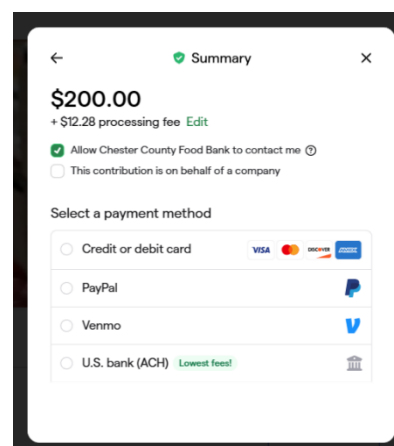 Summary
$200.00
+ $12.28 processing fee Edit
Allow Chester County Food Bank to contact me ?
This contribution is on behalf of a company
Select a payment method
Credit or debit card VISA DISCOVER
PayPal
Venmo
U.S. bank (ACH) Lowest fees!